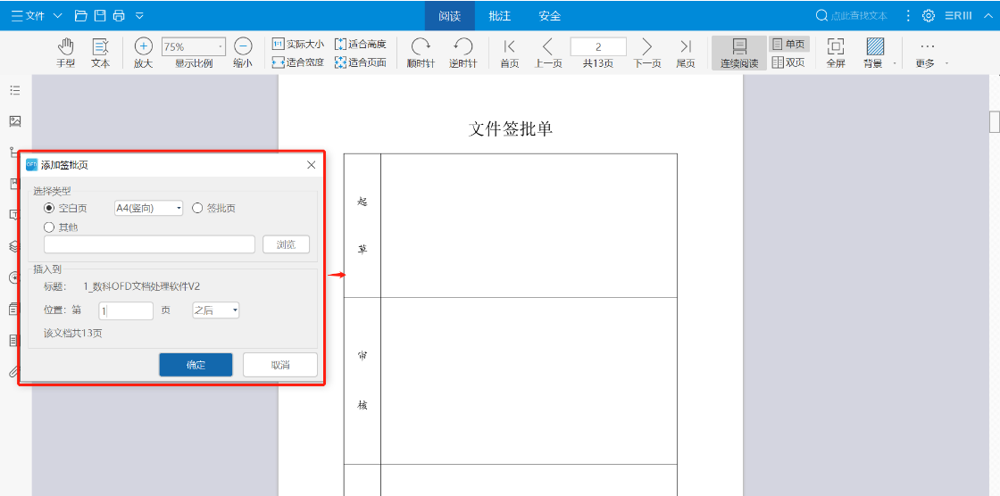 文件 阅读 批注 安全 点此查找文本
75% 实际大小 适合高度 2 单页
手型 文本 放大 显示比例 缩小 适合宽度 适合页面 顺时针 逆时针 首页 上一页 共13页 下一页 尾页 连续阅读 双页 全屏 背景 更多
文件签批单
OFD 添加签批页
选择类型
空白页 A4(竖向) 签批页
其他
浏览
插入到
标题: 1_数科OFD文档处理软件V2
位置: 第 1 页 之后
该文档共13页
确定 取消
起
草
审
核